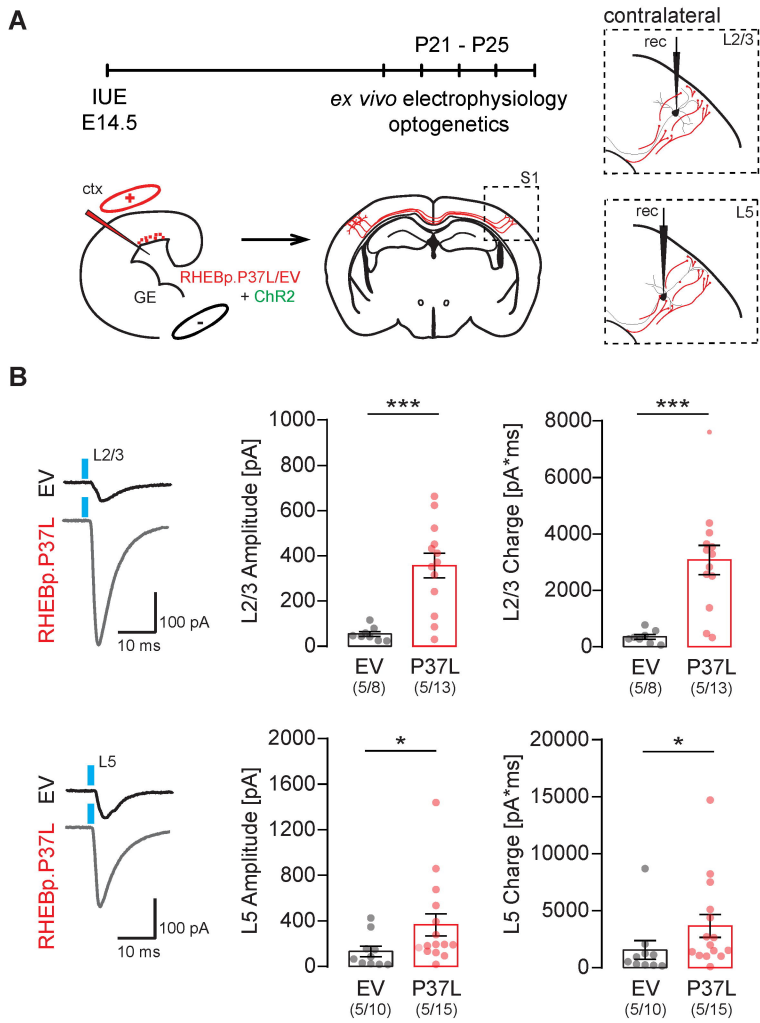 A
P21 - P25
IUE
E14.5
ex vivo electrophysiology
optogenetics
contralateral
rec
L2/3
rec
L5
ctx
+
GE
RHEBp.P37L/EV
+ ChR2
-
S1
B
EV
RHEBp.P37L
L2/3
100 pA
10 ms
L2/3 Amplitude [pA]
1000
800
600
400
200
0
***
EV
(5/8)
P37L
(5/13)
L2/3 Charge [pA*ms]
8000
6000
4000
2000
0
***
EV
(5/8)
P37L
(5/13)
EV
RHEBp.P37L
L5
100 pA
10 ms
L5 Amplitude [pA]
2000
1600
1200
800
400
0
*
EV
(5/10)
P37L
(5/15)
L5 Charge [pA*ms]
20000
15000
10000
5000
0
*
EV
(5/10)
P37L
(5/15)